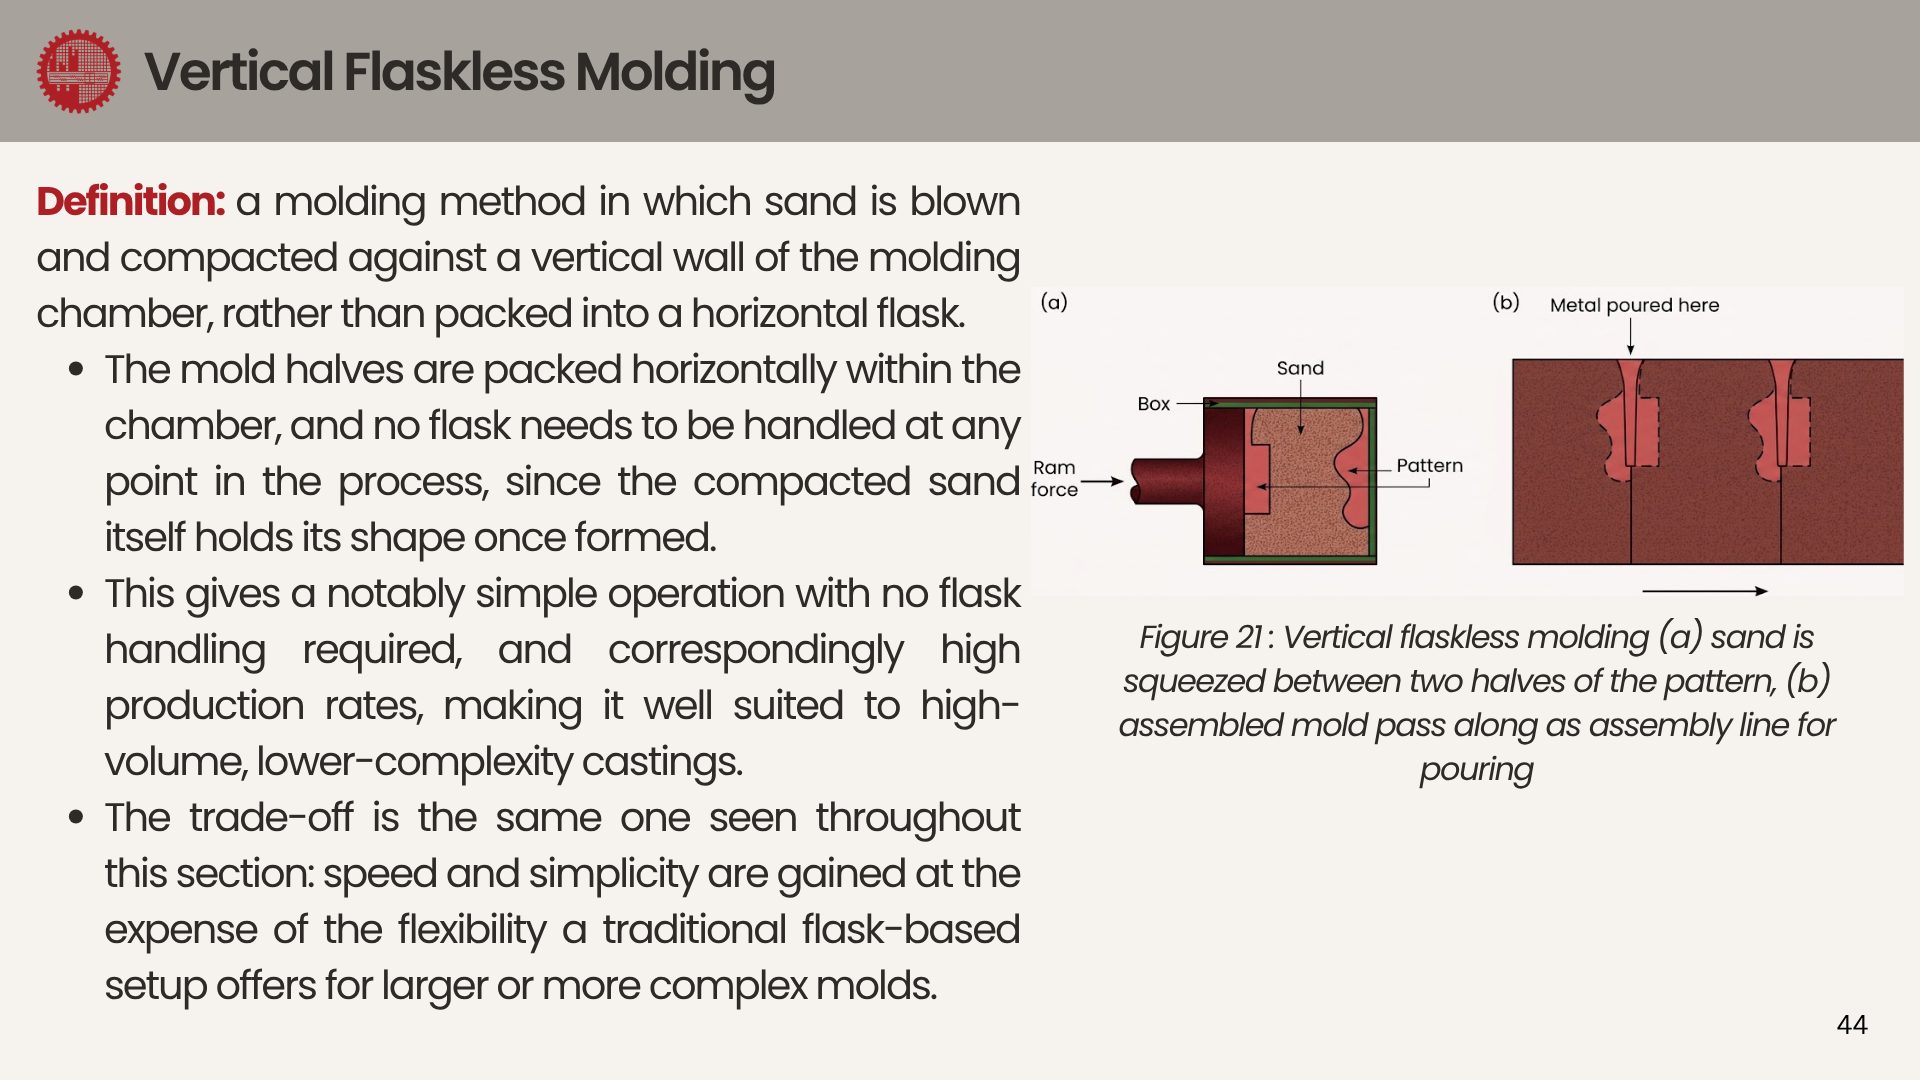 Vertical Flaskless Molding
Definition: a molding method in which sand is blown
and compacted against a vertical wall of the molding
chamber, rather than packed into a horizontal flask.
• The mold halves are packed horizontally within the
chamber, and no flask needs to be handled at any
point in the process, since the compacted sand
itself holds its shape once formed.
• This gives a notably simple operation with no flask
handling required, and correspondingly high
production rates, making it well suited to high-
volume, lower-complexity castings.
• The trade-off is the same one seen throughout
this section: speed and simplicity are gained at the
expense of the flexibility a traditional flask-based
setup offers for larger or more complex molds.
(a)
Sand
Box
Ram
force
Pattern
(b)
Metal poured here
Figure 21 : Vertical flaskless molding (a) sand is
squeezed between two halves of the pattern, (b)
assembled mold pass along as assembly line for
pouring
44